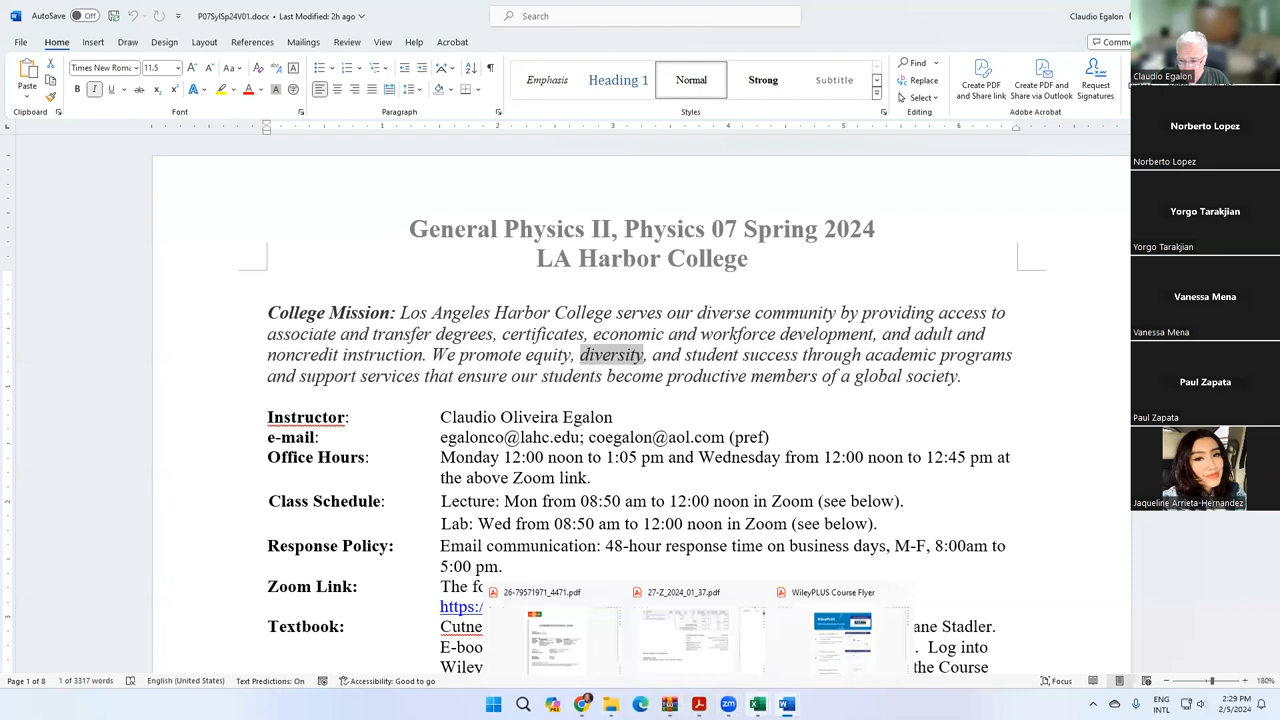 AutoSave Off P07SylSp24V01.docx • Last Modified: 2h ago Search Claudio Egalon
File Home Insert Draw Design Layout References Mailings Review View Help Acrobat Comme
Paste Times New Roma 11.5 Emphasis Heading 1 Normal Strong Subtitle Find Replace Select Create PDF and Share link Create PDF and Share via Outlook Request Signatures
Clipboard Font Paragraph Styles Editing Adobe Acrobat
1 2 3 4 5 6
General Physics II, Physics 07 Spring 2024
LA Harbor College
College Mission: Los Angeles Harbor College serves our diverse community by providing access to
associate and transfer degrees, certificates, economic and workforce development, and adult and
noncredit instruction. We promote equity, diversity, and student success through academic programs
and support services that ensure our students become productive members of a global society.
Instructor: Claudio Oliveira Egalon
e-mail: egalonco@lahc.edu; coegalon@aol.com (pref)
Office Hours: Monday 12:00 noon to 1:05 pm and Wednesday from 12:00 noon to 12:45 pm at
the above Zoom link.
Class Schedule: Lecture: Mon from 08:50 am to 12:00 noon in Zoom (see below).
Lab: Wed from 08:50 am to 12:00 noon in Zoom (see below).
Response Policy: Email communication: 48-hour response time on business days, M-F, 8:00am to
5:00 pm.
Zoom Link: The fo
https:/
Textbook: Cutne ane Stadler.
E-boo . Log into
Wiley the Course
26-79571971_4471.pdf 27-Z_2024_01_37.pdf WileyPLUS Course Flyer
Page 1 of 8 1 of 3317 words English (United States) Text Predictions: On Accessibility: Good to go Focus 180%
ENG INTL 2:29 PM 2/5/2024
Claudio Egalon
Norberto Lopez
Norberto Lopez
Yorgo Tarakjian
Yorgo Tarakjian
Vanessa Mena
Vanessa Mena
Paul Zapata
Paul Zapata
Jaqueline Arrieta-Hernandez